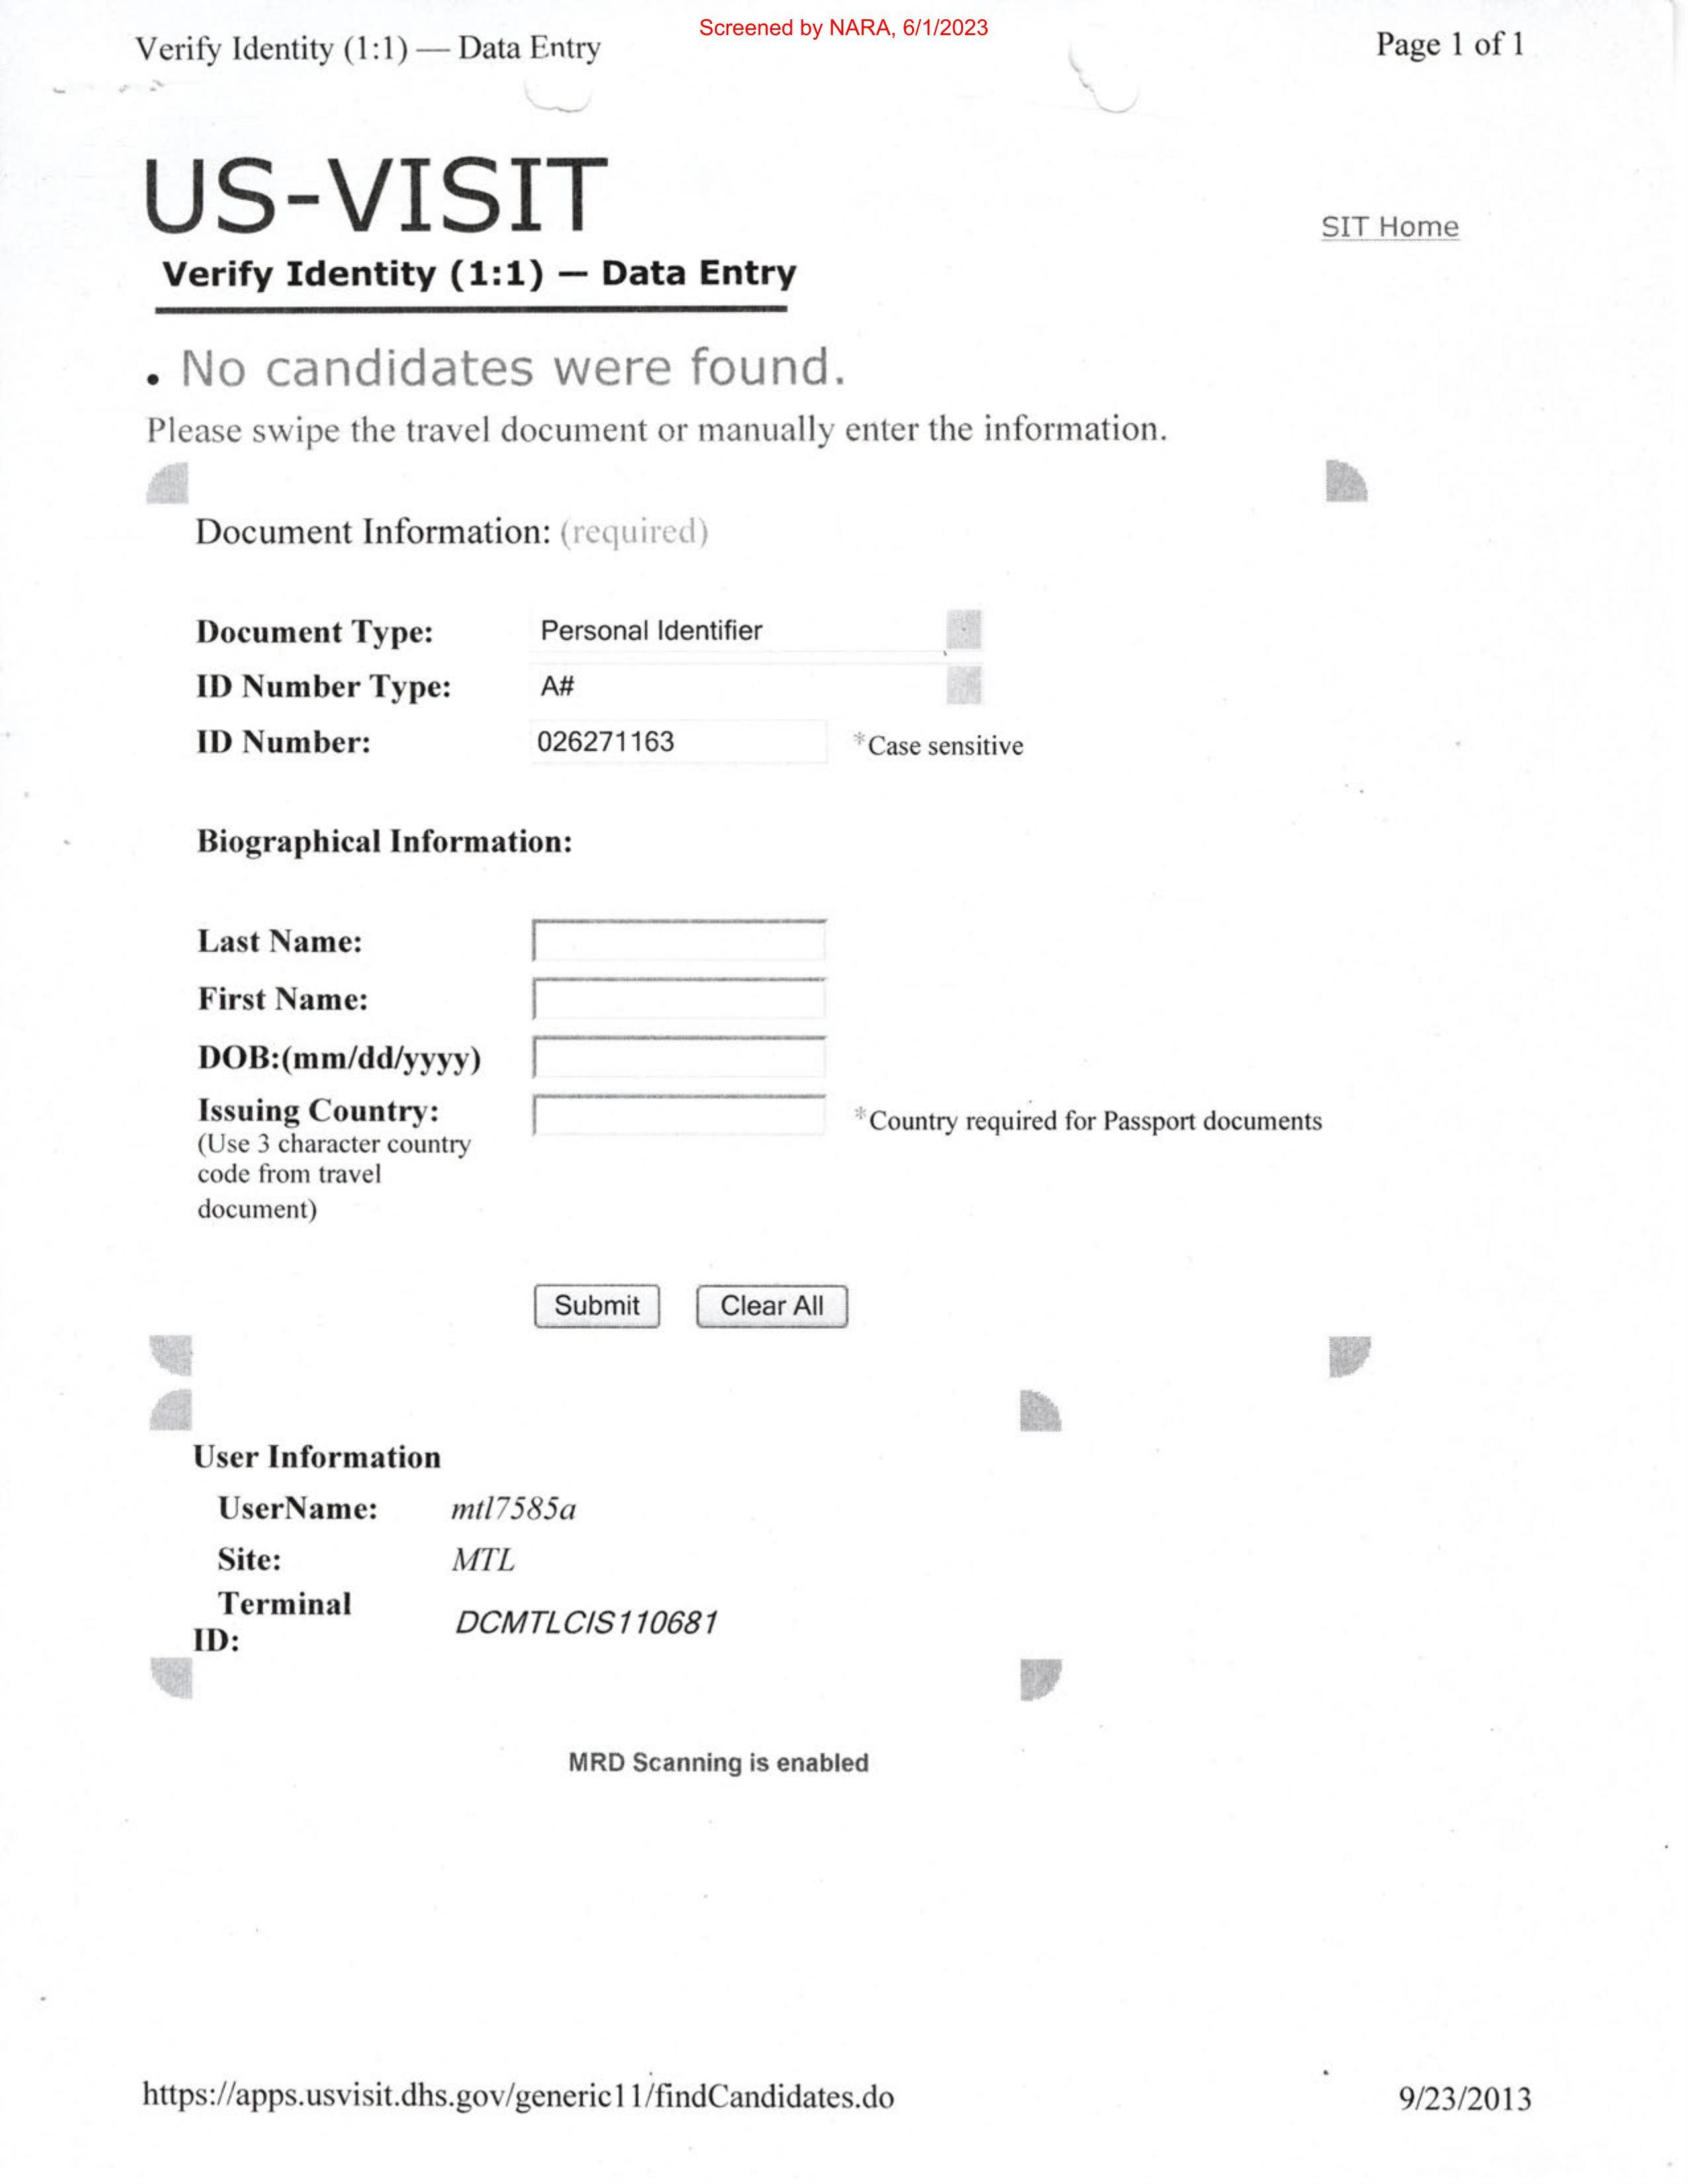 Screened by NARA, 6/1/2023
Verify Identity (1:1) — Data Entry
Page 1 of 1
US-VISIT
SIT Home
Verify Identity (1:1) — Data Entry
• No candidates were found.
Please swipe the travel document or manually enter the information.
Document Information: (required)
Document Type: Personal Identifier
ID Number Type: A#
ID Number: 026271163 *Case sensitive
Biographical Information:
Last Name:
First Name:
DOB:(mm/dd/yyyy)
Issuing Country: *Country required for Passport documents
(Use 3 character country
code from travel
document)
Submit Clear All
User Information
UserName: mtl7585a
Site: MTL
Terminal
ID: DCMTLCIS110681
MRD Scanning is enabled
https://apps.usvisit.dhs.gov/generic11/findCandidates.do
9/23/2013